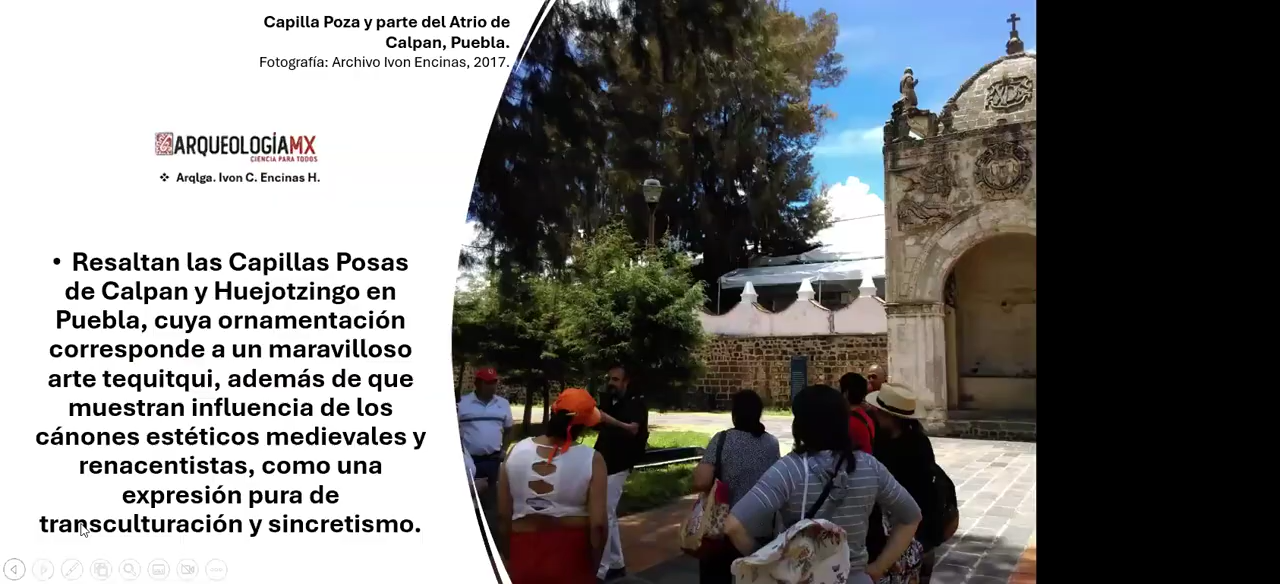 Capilla Poza y parte del Atrio de
Calpan, Puebla.
Fotografía: Archivo Ivon Encinas, 2017.
ARQUEOLOGÍAMX
CIENCIA PARA TODOS
❖ Arqlga. Ivon C. Encinas H.
• Resaltan las Capillas Posas
de Calpan y Huejotzingo en
Puebla, cuya ornamentación
corresponde a un maravilloso
arte tequitqui, además de que
muestran influencia de los
cánones estéticos medievales y
renacentistas, como una
expresión pura de
transculturación y sincretismo.